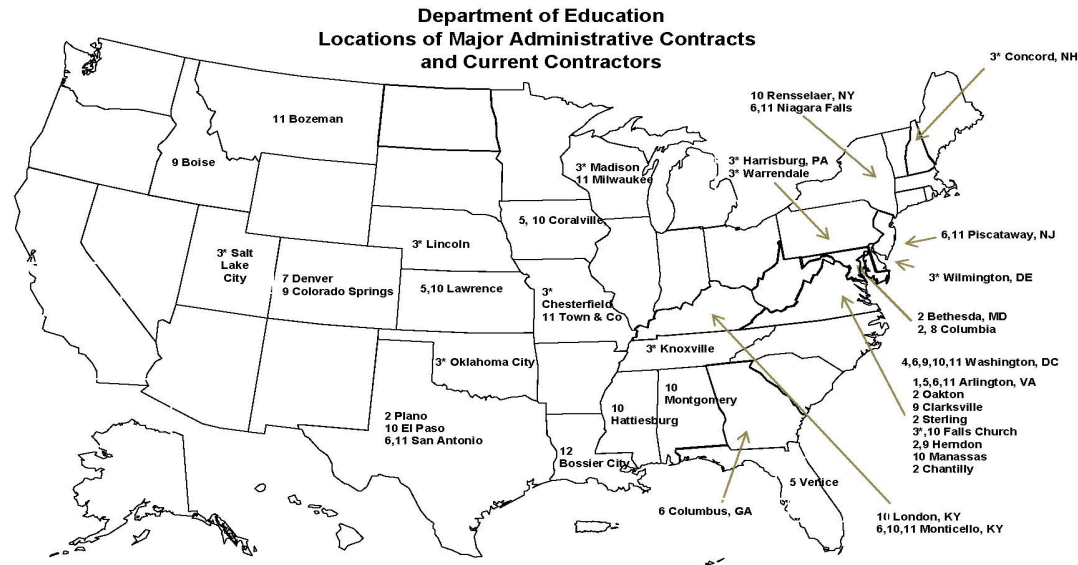 Department of Education
Locations of Major Administrative Contracts
and Current Contractors
3* Concord, NH
10 Rensselaer, NY
6,11 Niagara Falls
11 Bozeman
9 Boise
3* Madison
11 Milwaukee
3* Harrisburg, PA
3* Warrendale
5, 10 Coralville
6,11 Piscataway, NJ
3* Lincoln
3* Salt
Lake
City
7 Denver
9 Colorado Springs
5,10 Lawrence
3*
Chesterfield
11 Town & Co
3* Wilmington, DE
2 Bethesda, MD
2, 8 Columbia
3* Oklahoma City
3* Knoxville
4,6,9,10,11 Washington, DC
1,5,6,11 Arlington, VA
2 Oakton
9 Clarksville
2 Sterling
3*,10 Falls Church
2,9 Herndon
10 Manassas
2 Chantilly
10
Montgomery
10
Hattiesburg
2 Plano
10 El Paso
6,11 San Antonio
12
Bossier City
5 Venice
6 Columbus, GA
10 London, KY
6,10,11 Monticello, KY